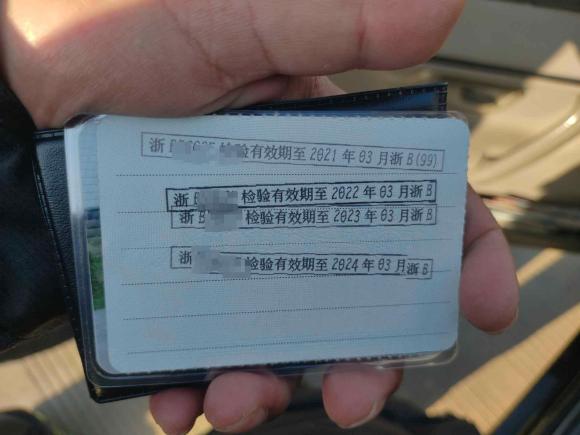 浙 B 检验有效期至 2021 年 03 月浙 B(99)
浙 B 检验有效期至 2022 年 03 月浙 B
浙 B 检验有效期至 2023 年 03 月浙 B
浙 检验有效期至 2024 年 03 月浙 B